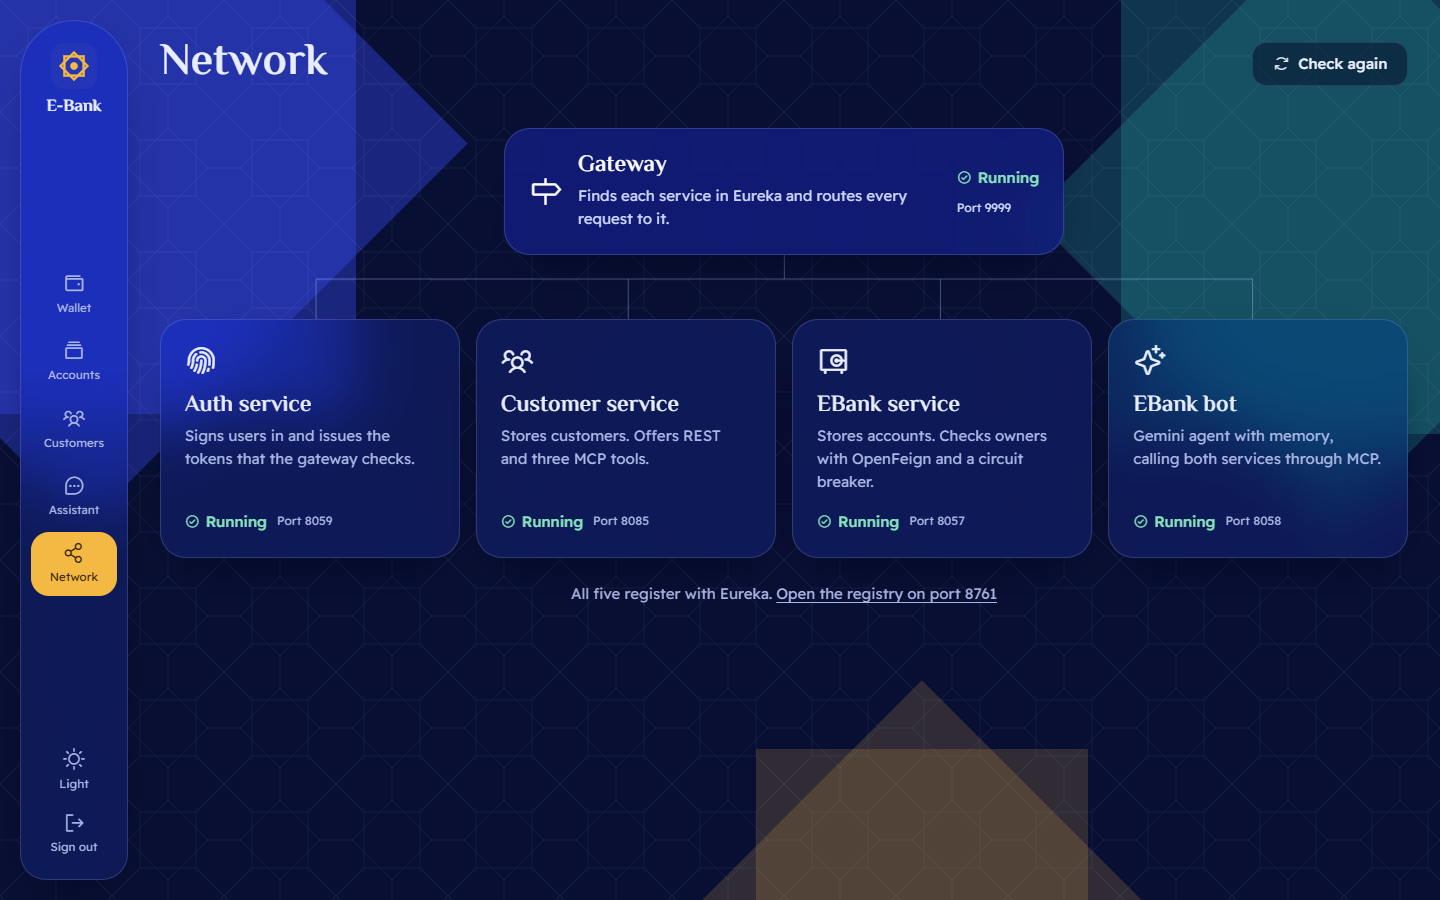 E-Bank
Wallet
Accounts
Customers
Assistant
Network
Light
Sign out
Network
Check again
Gateway
Finds each service in Eureka and routes every
request to it.
Running
Port 9999
Auth service
Signs users in and issues the
tokens that the gateway checks.
Running Port 8059
Customer service
Stores customers. Offers REST
and three MCP tools.
Running Port 8085
EBank service
Stores accounts. Checks owners
with OpenFeign and a circuit
breaker.
Running Port 8057
EBank bot
Gemini agent with memory,
calling both services through MCP.
Running Port 8058
All five register with Eureka. Open the registry on port 8761